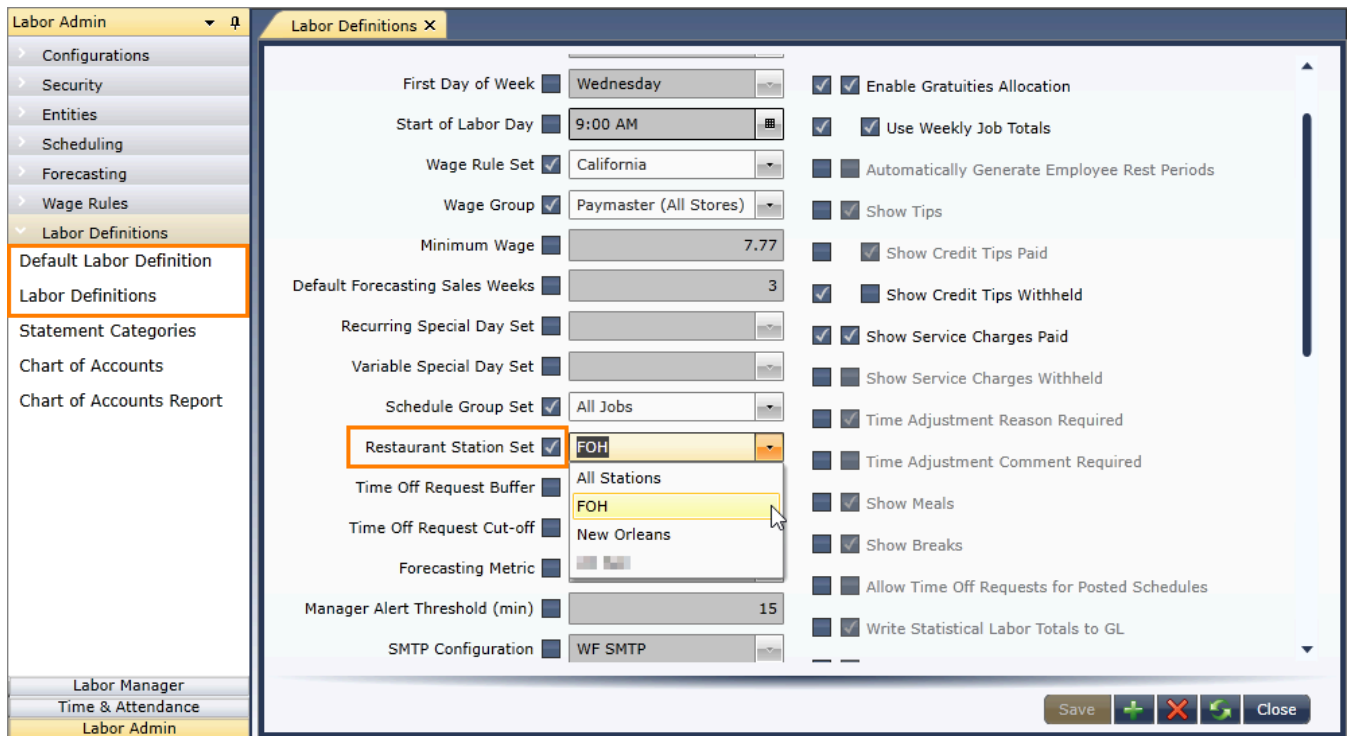 Labor Admin
Configurations
Security
Entities
Scheduling
Forecasting
Wage Rules
Labor Definitions
Default Labor Definition
Labor Definitions
Statement Categories
Chart of Accounts
Chart of Accounts Report
Labor Manager
Time & Attendance
Labor Admin
Labor Definitions X
First Day of Week Wednesday
Start of Labor Day 9:00 AM
Wage Rule Set California
Wage Group Paymaster (All Stores)
Minimum Wage 7.77
Default Forecasting Sales Weeks 3
Recurring Special Day Set
Variable Special Day Set
Schedule Group Set All Jobs
Restaurant Station Set FOH
All Stations
FOH
New Orleans
Time Off Request Buffer
Time Off Request Cut-off
Forecasting Metric
Manager Alert Threshold (min) 15
SMTP Configuration WF SMTP
Enable Gratuities Allocation
Use Weekly Job Totals
Automatically Generate Employee Rest Periods
Show Tips
Show Credit Tips Paid
Show Credit Tips Withheld
Show Service Charges Paid
Show Service Charges Withheld
Time Adjustment Reason Required
Time Adjustment Comment Required
Show Meals
Show Breaks
Allow Time Off Requests for Posted Schedules
Write Statistical Labor Totals to GL
Save Close